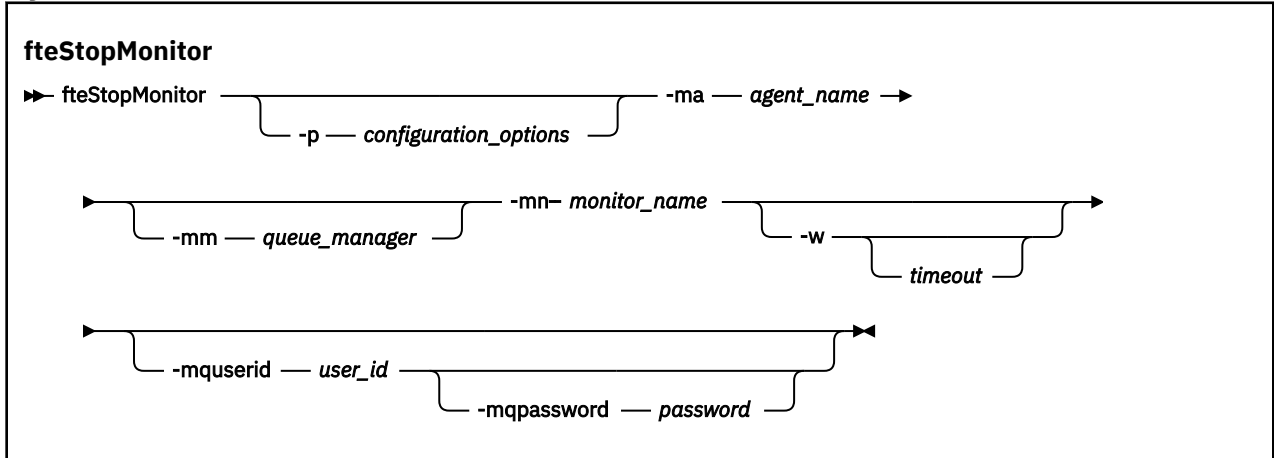 fteStopMonitor
fteStopMonitor -ma agent_name
-p configuration_options
-mn monitor_name
-mm queue_manager -w
timeout
-mquserid user_id
-mqpassword password